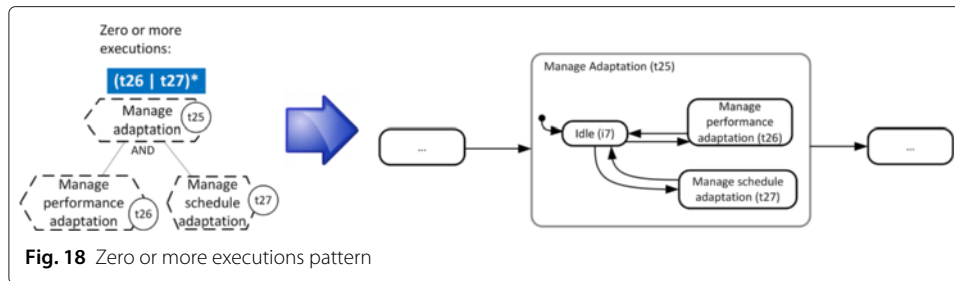 Zero or more
executions:
(t26 | t27)*
Manage
adaptation
t25
AND
Manage
performance
adaptation
t26
Manage
schedule
adaptation
t27
...
Manage Adaptation (t25)
Idle (i7)
Manage
performance
adaptation (t26)
Manage schedule
adaptation (t27)
...
Fig. 18 Zero or more executions pattern